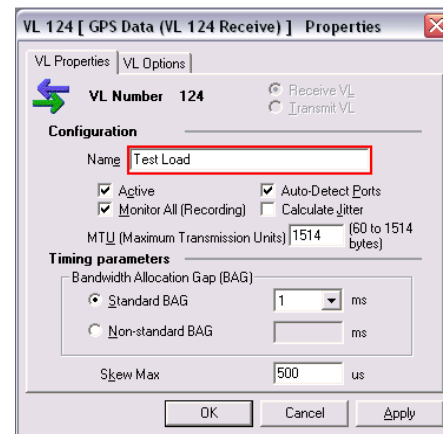 VL 124 [ GPS Data (VL 124 Receive) ] Properties
VL Properties VL Options
VL Number 124
Receive VL
Transmit VL
Configuration
Name Test Load
Active Auto-Detect Ports
Monitor All (Recording) Calculate Jitter
MTU (Maximum Transmission Units) 1514 (60 to 1514 bytes)
Timing parameters
Bandwidth Allocation Gap (BAG)
Standard BAG 1 ms
Non-standard BAG ms
Skew Max 500 us
OK Cancel Apply